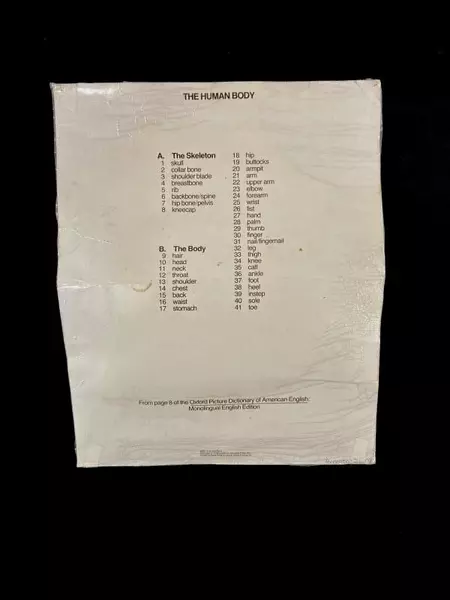 THE HUMAN BODY
A. The Skeleton
1 skull
2 collar bone
3 shoulder blade
4 breastbone
5 rib
6 backbone/spine
7 hip bone/pelvis
8 kneecap
B. The Body
9 hair
10 head
11 neck
12 throat
13 shoulder
14 chest
15 back
16 waist
17 stomach
18 hip
19 buttocks
20 armpit
21 arm
22 upper arm
23 elbow
24 forearm
25 wrist
26 fist
27 hand
28 palm
29 thumb
30 finger
31 nail/fingernail
32 leg
33 thigh
34 knee
35 calf
36 ankle
37 foot
38 heel
39 instep
40 sole
41 toe
From page 8 of the Oxford Picture Dictionary of American English:
Monolingual English Edition